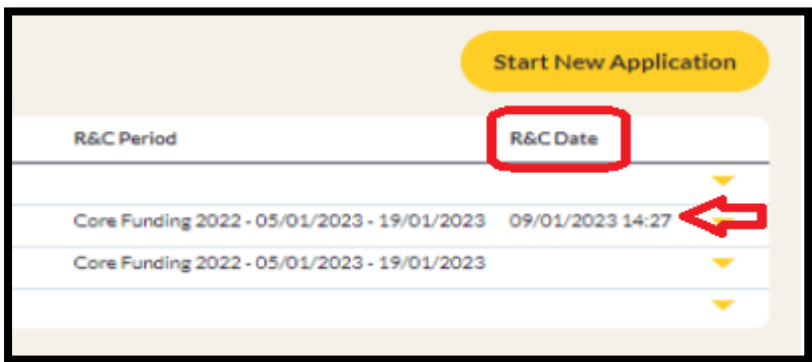 Start New Application
R&C Period R&C Date
Core Funding 2022 - 05/01/2023 - 19/01/2023 09/01/2023 14:27
Core Funding 2022 - 05/01/2023 - 19/01/2023